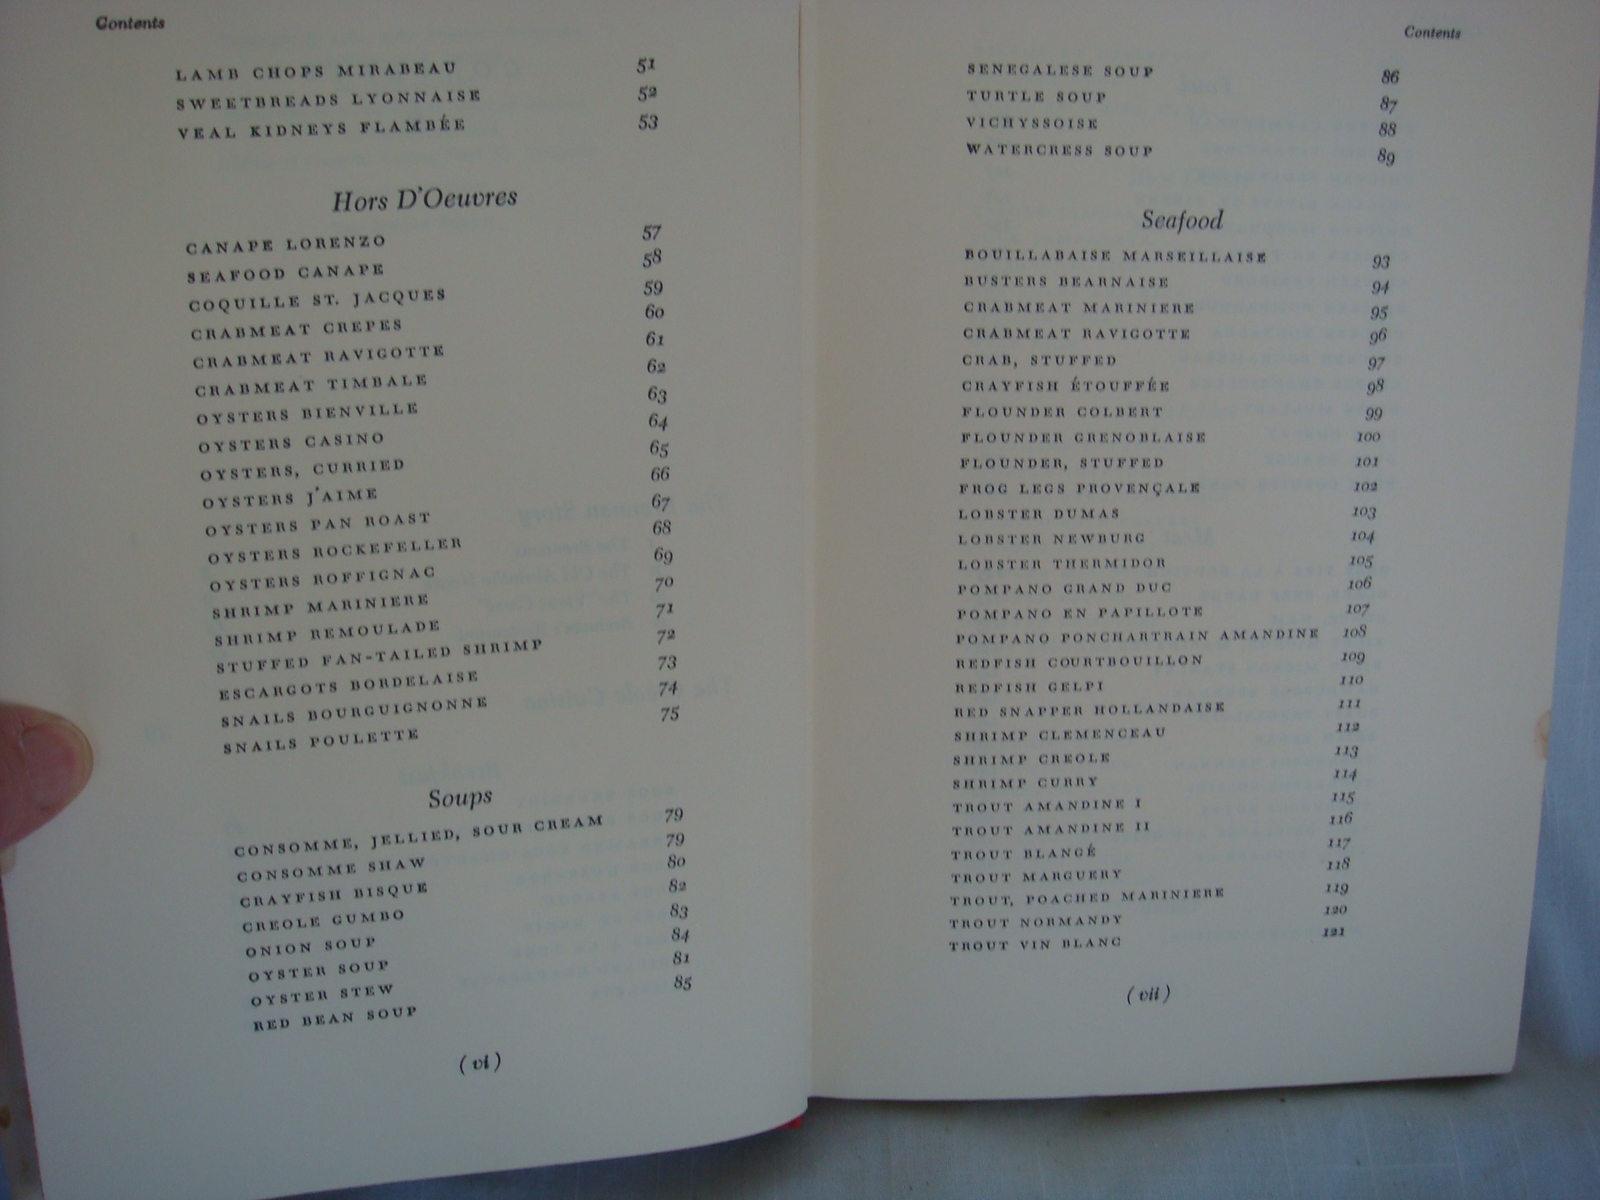 Contents
LAMB CHOPS MIRABEAU 51
SWEETBREADS LYONNAISE 52
VEAL KIDNEYS FLAMBÉE 53
Hors D'Oeuvres
CANAPE LORENZO 57
SEAFOOD CANAPE 58
COQUILLE ST. JACQUES 59
CRABMEAT CREPES 60
CRABMEAT RAVIGOTTE 61
CRABMEAT TIMBALE 62
OYSTERS BIENVILLE 63
OYSTERS CASINO 64
OYSTERS, CURRIED 65
OYSTERS J'AIME 66
OYSTERS PAN ROAST 67
OYSTERS ROCKEFELLER 68
OYSTERS ROFFIGNAC 69
SHRIMP MARINIERE 70
SHRIMP REMOULADE 71
STUFFED FAN-TAILED SHRIMP 72
ESCARGOTS BORDELAISE 73
SNAILS BOURGUIGNONNE 74
SNAILS POULETTE 75
Soups
CONSOMME, JELLIED, SOUR CREAM 79
CONSOMME SHAW 79
CRAYFISH BISQUE 80
CREOLE GUMBO 82
ONION SOUP 83
OYSTER SOUP 84
OYSTER STEW 81
RED BEAN SOUP 85
(vi)
Contents
SENEGALESE SOUP 86
TURTLE SOUP 87
VICHYSSOISE 88
WATERCRESS SOUP 89
Seafood
BOUILLABAISE MARSEILLAISE 93
BUSTERS BEARNAISE 94
CRABMEAT MARINIERE 95
CRABMEAT RAVIGOTTE 96
CRAB, STUFFED 97
CRAYFISH ÉTOUFFÉE 98
FLOUNDER COLBERT 99
FLOUNDER GRENOBLAISE 100
FLOUNDER, STUFFED 101
FROG LEGS PROVENÇALE 102
LOBSTER DUMAS 103
LOBSTER NEWBURG 104
LOBSTER THERMIDOR 105
POMPANO GRAND DUC 106
POMPANO EN PAPILLOTE 107
POMPANO PONCHARTRAIN AMANDINE 108
REDFISH COURTBOUILLON 109
REDFISH GELPI 110
RED SNAPPER HOLLANDAISE 111
SHRIMP CLEMENCEAU 112
SHRIMP CREOLE 113
SHRIMP CURRY 114
TROUT AMANDINE I 115
TROUT AMANDINE II 116
TROUT BLANGÉ 117
TROUT MARGUERY 118
TROUT, POACHED MARINIERE 119
TROUT NORMANDY 120
TROUT VIN BLANC 121
(vii)